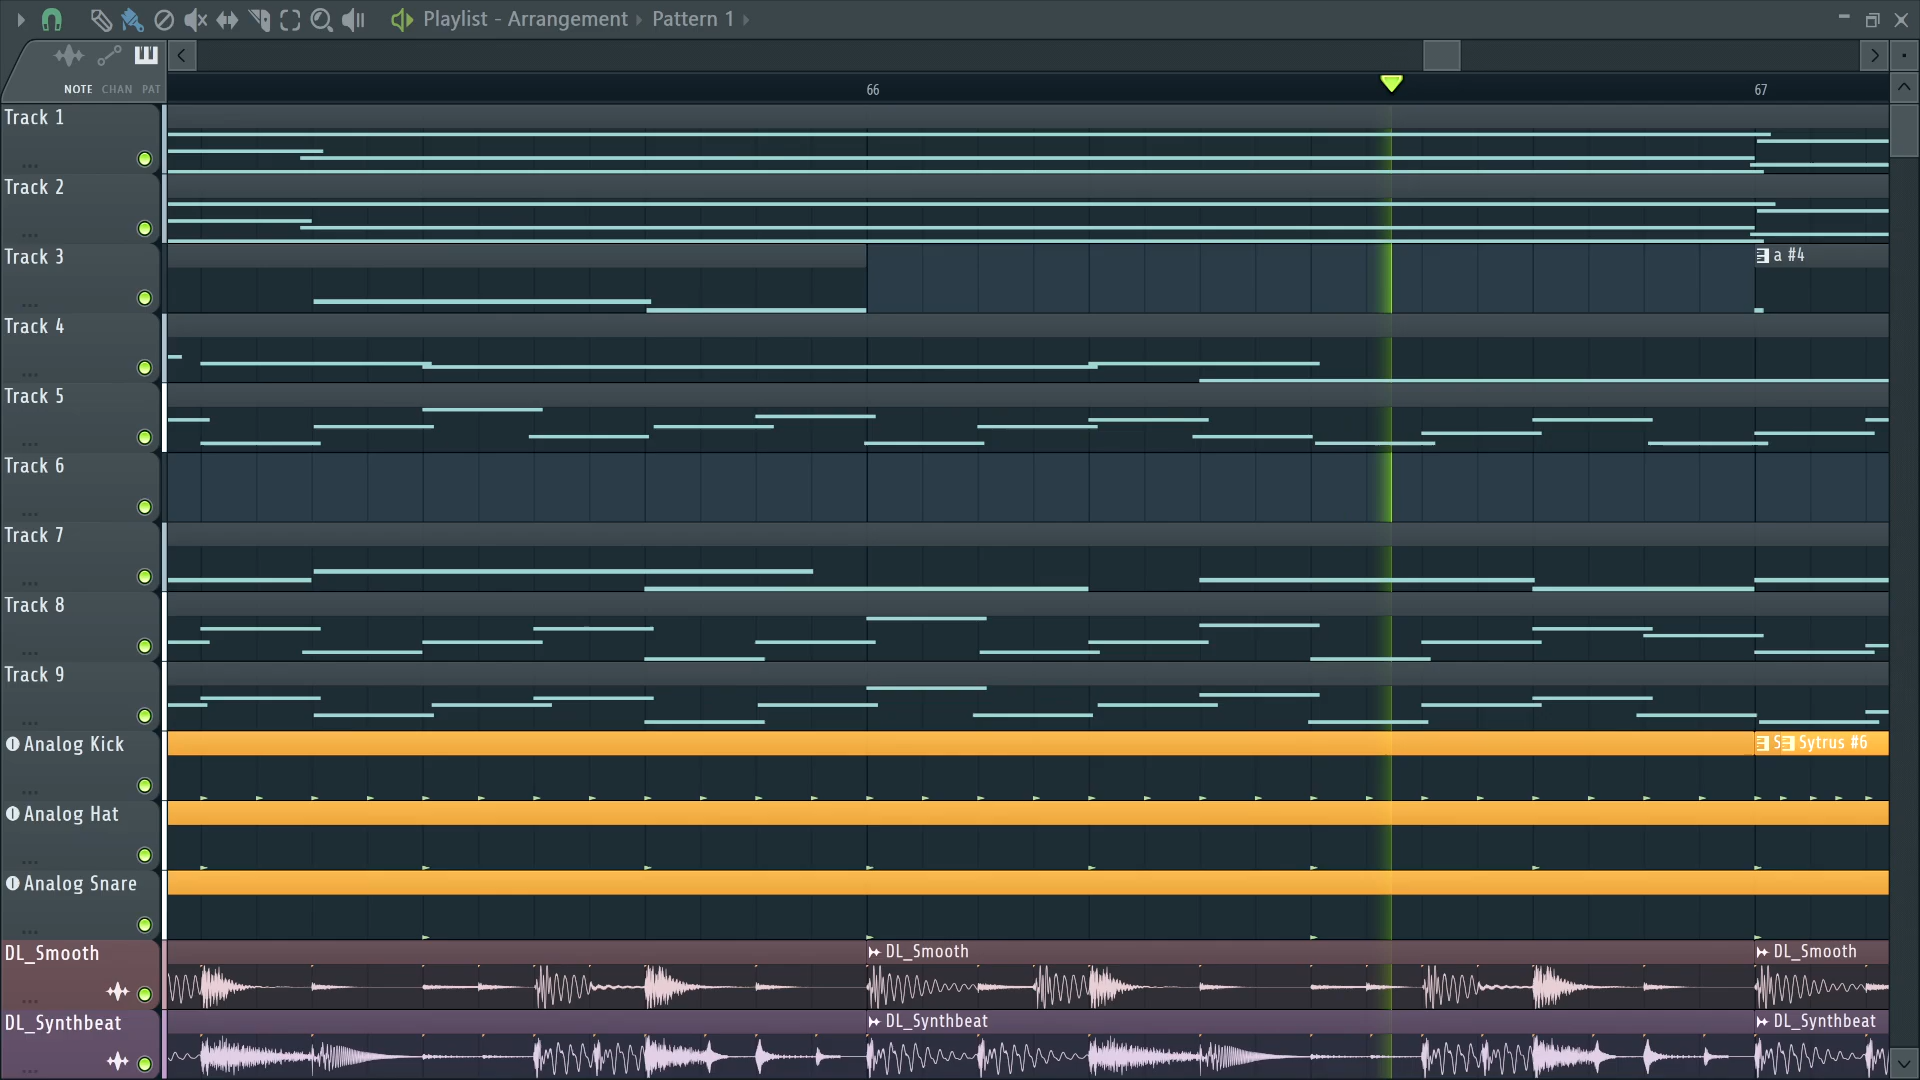 Playlist - Arrangement › Pattern 1 ›
NOTE CHAN PAT
66
67
Track 1
Track 2
Track 3
a #4
Track 4
Track 5
Track 6
Track 7
Track 8
Track 9
Analog Kick
S
Sytrus #6
Analog Hat
Analog Snare
DL_Smooth
DL_Smooth
DL_Smooth
DL_Synthbeat
DL_Synthbeat
DL_Synthbeat